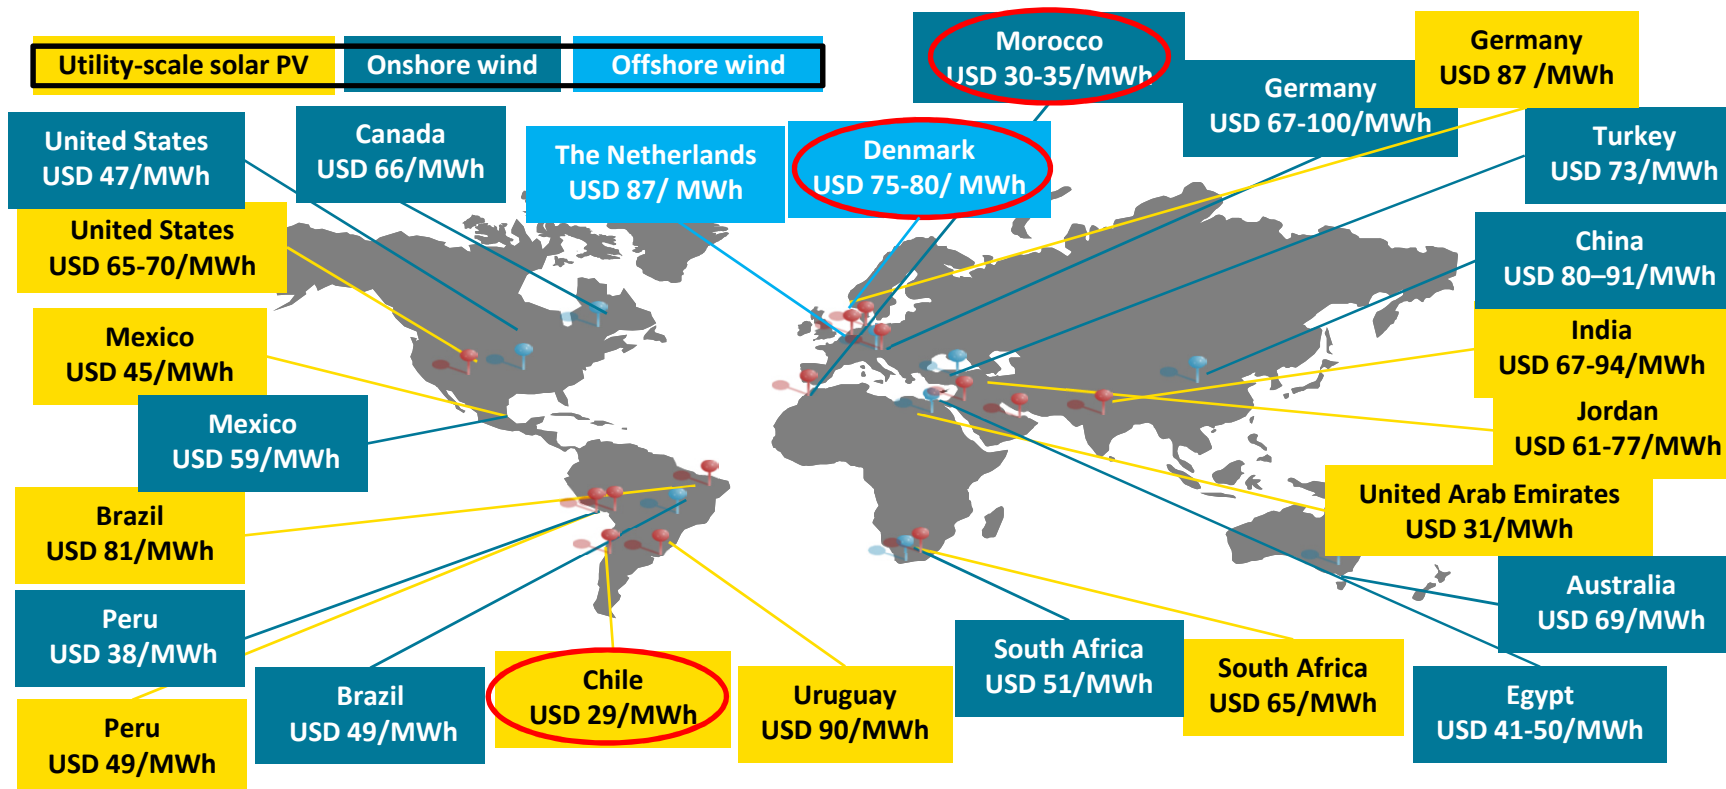 Utility-scale solar PV
Onshore wind
Offshore wind
Morocco
USD 30-35/MWh
Germany
USD 87 /MWh
Germany
USD 67-100/MWh
United States
USD 47/MWh
Canada
USD 66/MWh
The Netherlands
USD 87/ MWh
Denmark
USD 75-80/ MWh
Turkey
USD 73/MWh
United States
USD 65-70/MWh
China
USD 80–91/MWh
Mexico
USD 45/MWh
India
USD 67-94/MWh
Mexico
USD 59/MWh
Jordan
USD 61-77/MWh
Brazil
USD 81/MWh
United Arab Emirates
USD 31/MWh
Peru
USD 38/MWh
Australia
USD 69/MWh
Brazil
USD 49/MWh
Chile
USD 29/MWh
Uruguay
USD 90/MWh
South Africa
USD 51/MWh
South Africa
USD 65/MWh
Egypt
USD 41-50/MWh
Peru
USD 49/MWh